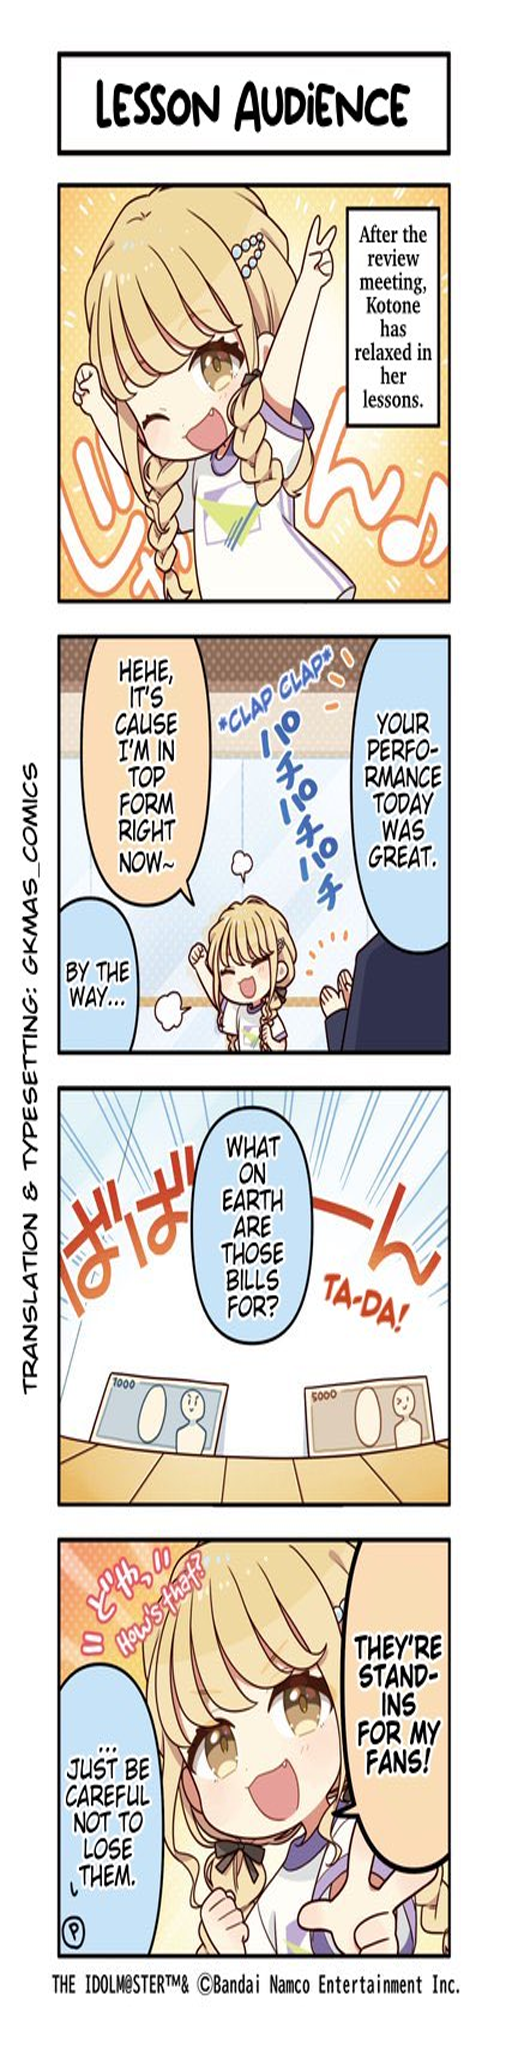 LESSON AUDIENCE
After the
review
meeting,
Kotone
has
relaxed in
her
lessons.
じゃん♪
YOUR
PERFO-
RMANCE
TODAY
WAS
GREAT.
*CLAP CLAP*
パチパチパチ
HEHE,
IT'S
CAUSE
I'M IN
TOP
FORM
RIGHT
NOW~
BY THE
WAY...
WHAT
ON
EARTH
ARE
THOSE
BILLS
FOR?
ばばーん
TA-DA!
1000
5000
THEY'RE
STAND-
INS
FOR MY
FANS!
どやっ
How's that?
...
JUST BE
CAREFUL
NOT TO
LOSE
THEM.
P
TRANSLATION & TYPESETTING: GKMAS_COMICS
THE IDOLM@STER™& ©Bandai Namco Entertainment Inc.